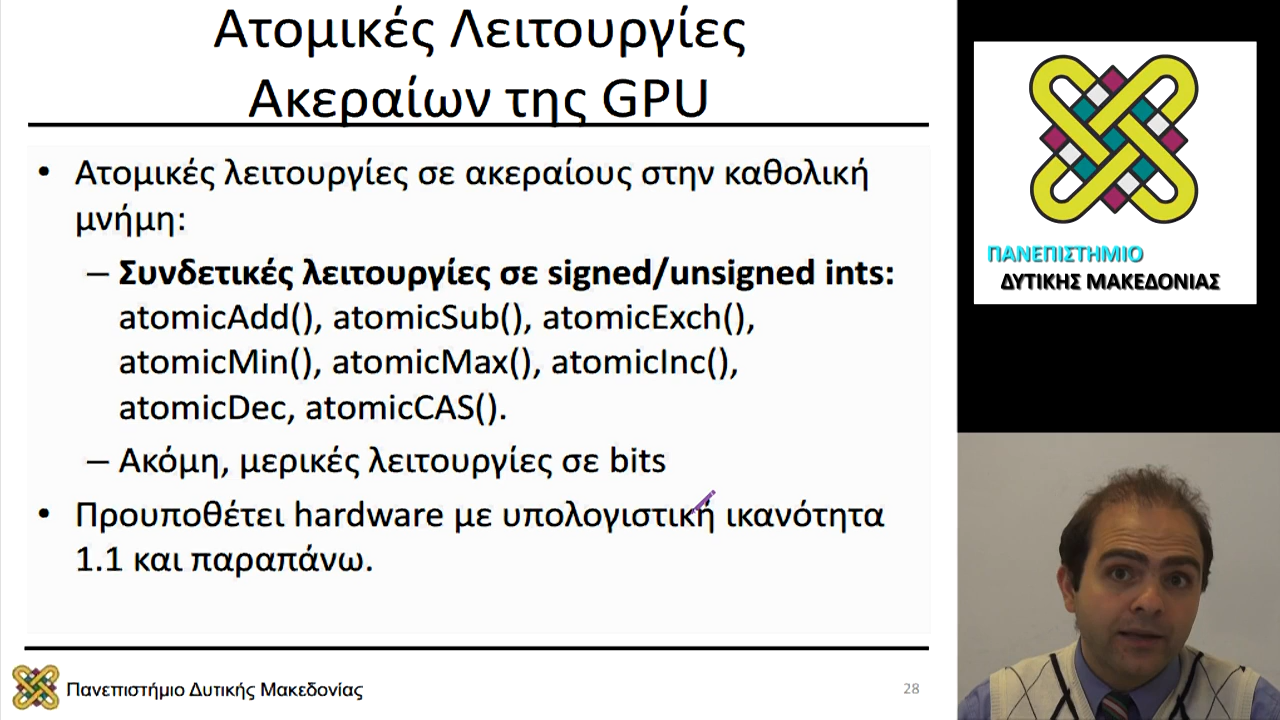 Ατομικές Λειτουργίες
Ακεραίων της GPU
• Ατομικές λειτουργίες σε ακεραίους στην καθολική
μνήμη:
– Συνδετικές λειτουργίες σε signed/unsigned ints:
atomicAdd(), atomicSub(), atomicExch(),
atomicMin(), atomicMax(), atomicInc(),
atomicDec, atomicCAS().
– Ακόμη, μερικές λειτουργίες σε bits
• Προυποθέτει hardware με υπολογιστική ικανότητα
1.1 και παραπάνω.
Πανεπιστήμιο Δυτικής Μακεδονίας
28
ΠΑΝΕΠΙΣΤΗΜΙΟ
ΔΥΤΙΚΗΣ ΜΑΚΕΔΟΝΙΑΣ